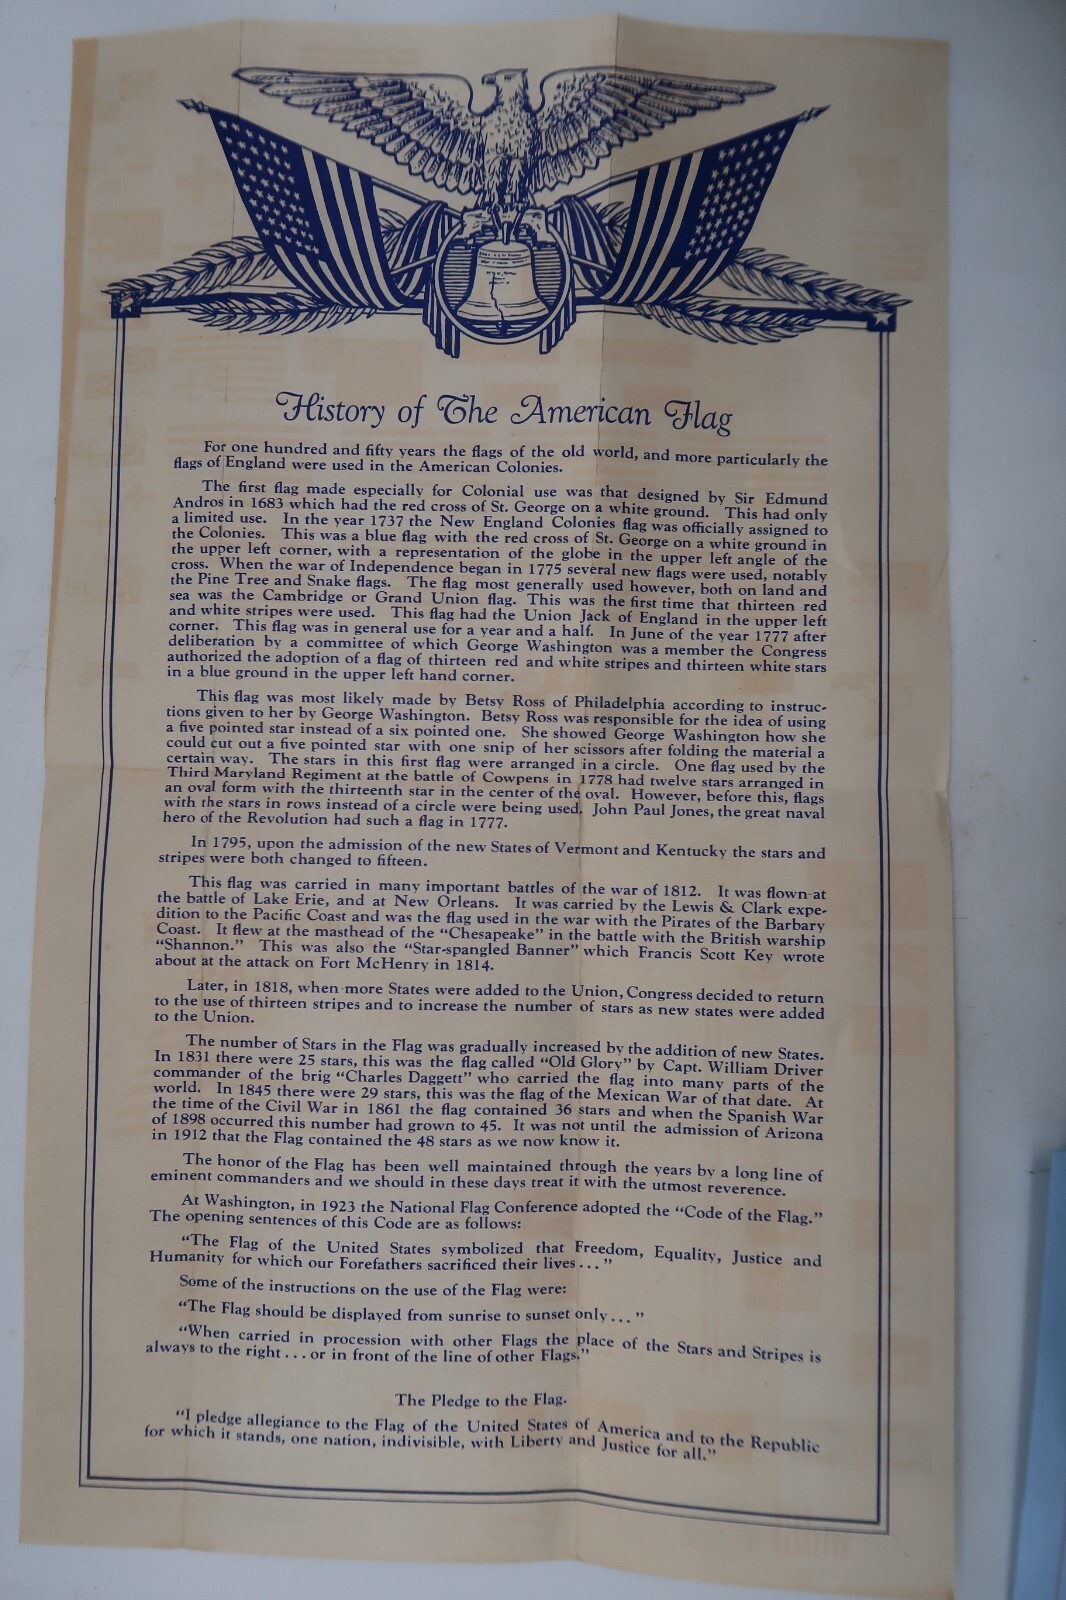 History of The American Flag
For one hundred and fifty years the flags of the old world, and more particularly the
flags of England were used in the American Colonies.
The first flag made especially for Colonial use was that designed by Sir Edmund
Andros in 1683 which had the red cross of St. George on a white ground. This had only
a limited use. In the year 1737 the New England Colonies flag was officially assigned to
the Colonies. This was a blue flag with the red cross of St. George on a white ground in
the upper left corner, with a representation of the globe in the upper left angle of the
cross. When the war of Independence began in 1775 several new flags were used, notably
the Pine Tree and Snake flags. The flag most generally used however, both on land and
sea was the Cambridge or Grand Union flag. This was the first time that thirteen red
and white stripes were used. This flag had the Union Jack of England in the upper left
corner. This flag was in general use for a year and a half. In June of the year 1777 after
deliberation by a committee of which George Washington was a member the Congress
authorized the adoption of a flag of thirteen red and white stripes and thirteen white stars
in a blue ground in the upper left hand corner.
This flag was most likely made by Betsy Ross of Philadelphia according to instruc-
tions given to her by George Washington. Betsy Ross was responsible for the idea of using
a five pointed star instead of a six pointed one. She showed George Washington how she
could cut out a five pointed star with one snip of her scissors after folding the material a
certain way. The stars in this first flag were arranged in a circle. One flag used by the
Third Maryland Regiment at the battle of Cowpens in 1778 had twelve stars arranged in
an oval form with the thirteenth star in the center of the oval. However, before this, flags
with the stars in rows instead of a circle were being used. John Paul Jones, the great naval
hero of the Revolution had such a flag in 1777.
In 1795, upon the admission of the new States of Vermont and Kentucky the stars and
stripes were both changed to fifteen.
This flag was carried in many important battles of the war of 1812. It was flown at
the battle of Lake Erie, and at New Orleans. It was carried by the Lewis & Clark expe-
dition to the Pacific Coast and was the flag used in the war with the Pirates of the Barbary
Coast. It flew at the masthead of the "Chesapeake" in the battle with the British warship
"Shannon." This was also the "Star-spangled Banner" which Francis Scott Key wrote
about at the attack on Fort McHenry in 1814.
Later, in 1818, when more States were added to the Union, Congress decided to return
to the use of thirteen stripes and to increase the number of stars as new states were added
to the Union.
The number of Stars in the Flag was gradually increased by the addition of new States.
In 1831 there were 25 stars, this was the flag called "Old Glory" by Capt. William Driver
commander of the brig "Charles Daggett" who carried the flag into many parts of the
world. In 1845 there were 29 stars, this was the flag of the Mexican War of that date. At
the time of the Civil War in 1861 the flag contained 36 stars and when the Spanish War
of 1898 occurred this number had grown to 45. It was not until the admission of Arizona
in 1912 that the Flag contained the 48 stars as we now know it.
The honor of the Flag has been well maintained through the years by a long line of
eminent commanders and we should in these days treat it with the utmost reverence.
At Washington, in 1923 the National Flag Conference adopted the "Code of the Flag."
The opening sentences of this Code are as follows:
"The Flag of the United States symbolized that Freedom, Equality, Justice and
Humanity for which our Forefathers sacrificed their lives . . . "
Some of the instructions on the use of the Flag were:
"The Flag should be displayed from sunrise to sunset only . . . "
"When carried in procession with other Flags the place of the Stars and Stripes is
always to the right . . . or in front of the line of other Flags."
The Pledge to the Flag.
"I pledge allegiance to the Flag of the United States of America and to the Republic
for which it stands, one nation, indivisible, with Liberty and Justice for all."